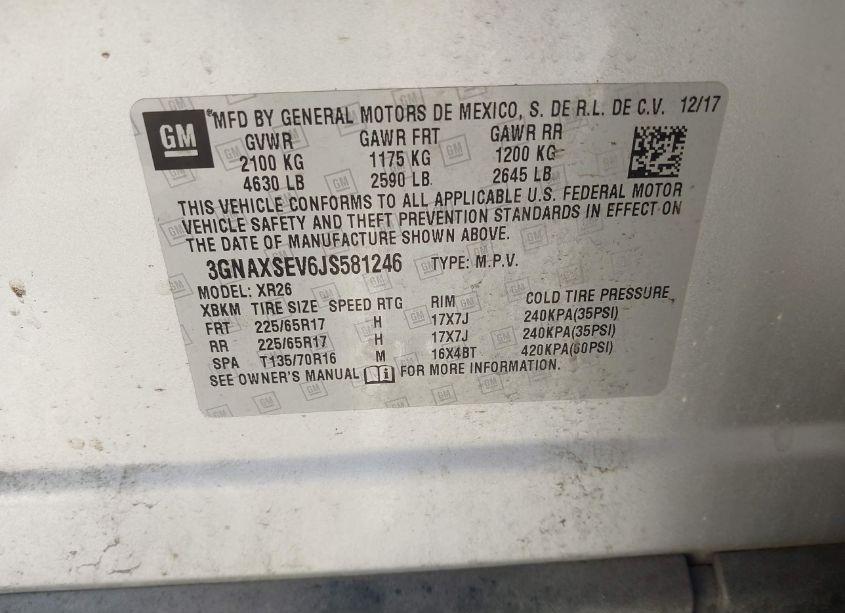 GM
*MFD BY GENERAL MOTORS DE MEXICO, S. DE R.L. DE C.V. 12/17
GVWR GAWR FRT GAWR RR
2100 KG 1175 KG 1200 KG
4630 LB 2590 LB 2645 LB
THIS VEHICLE CONFORMS TO ALL APPLICABLE U.S. FEDERAL MOTOR
VEHICLE SAFETY AND THEFT PREVENTION STANDARDS IN EFFECT ON
THE DATE OF MANUFACTURE SHOWN ABOVE.
3GNAXSEV6JS581246 TYPE: M.P.V.
MODEL: XR26
XBKM TIRE SIZE SPEED RTG RIM COLD TIRE PRESSURE
FRT 225/65R17 H 17X7J 240KPA(35PSI)
RR 225/65R17 H 17X7J 240KPA(35PSI)
SPA T135/70R16 M 16X4BT 420KPA(60PSI)
SEE OWNER'S MANUAL i FOR MORE INFORMATION.